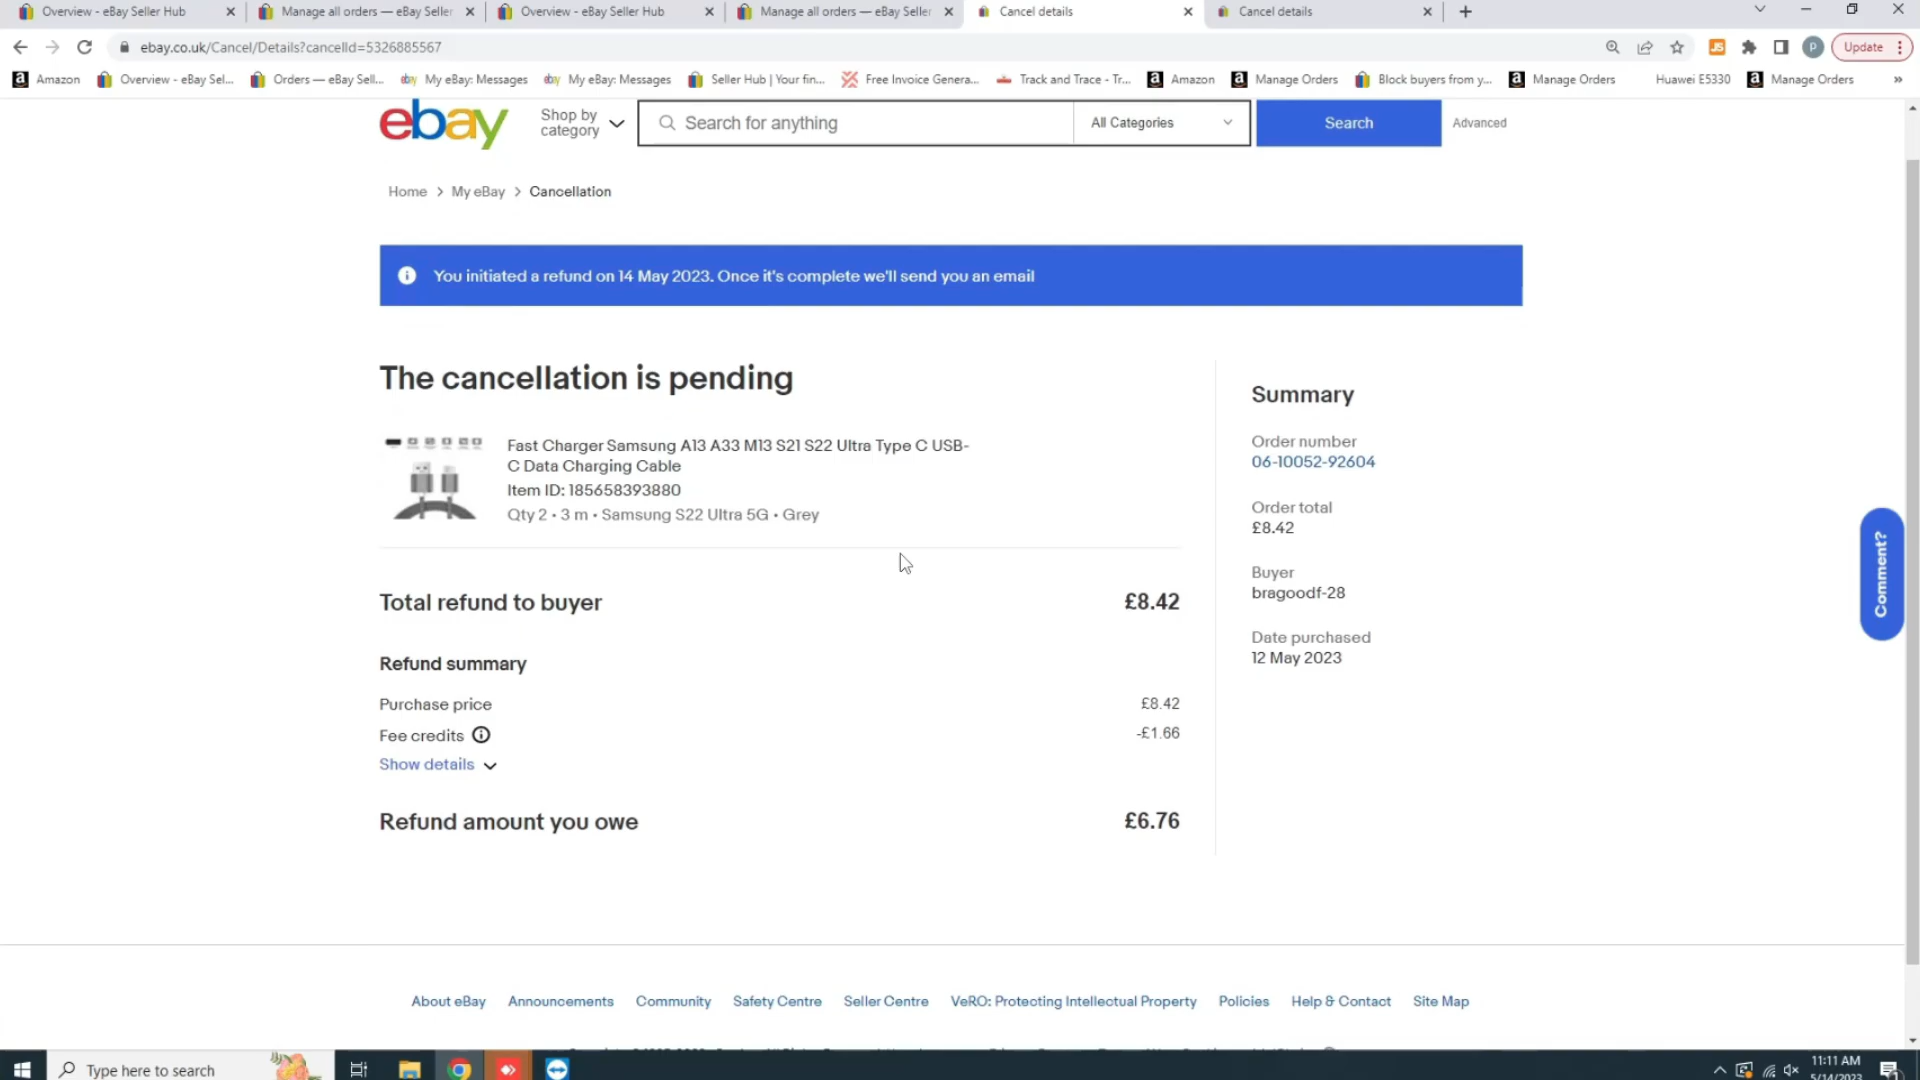 Overview - eBay Seller Hub
Manage all orders — eBay Seller
Overview - eBay Seller Hub
Manage all orders — eBay Seller
Cancel details
Cancel details
ebay.co.uk/Cancel/Details?cancelId=5326885567
JS
P
Update
Amazon
Overview - eBay Sel...
Orders — eBay Sell...
My eBay: Messages
My eBay: Messages
Seller Hub | Your fin...
Free Invoice Genera...
Track and Trace - Tr...
Amazon
Manage Orders
Block buyers from y...
Manage Orders
Huawei E5330
Manage Orders
»
ebay
Shop by
category
Search for anything
All Categories
Search
Advanced
Home > My eBay > Cancellation
You initiated a refund on 14 May 2023. Once it's complete we'll send you an email
The cancellation is pending
Fast Charger Samsung A13 A33 M13 S21 S22 Ultra Type C USB-
C Data Charging Cable
Item ID: 185658393880
Qty 2 • 3 m • Samsung S22 Ultra 5G • Grey
Total refund to buyer £8.42
Refund summary
Purchase price £8.42
Fee credits -£1.66
Show details
Refund amount you owe £6.76
Summary
Order number
06-10052-92604
Order total
£8.42
Buyer
bragoodf-28
Date purchased
12 May 2023
Comment?
About eBay Announcements Community Safety Centre Seller Centre VeRO: Protecting Intellectual Property Policies Help & Contact Site Map
Type here to search
11:11 AM
5/14/2023